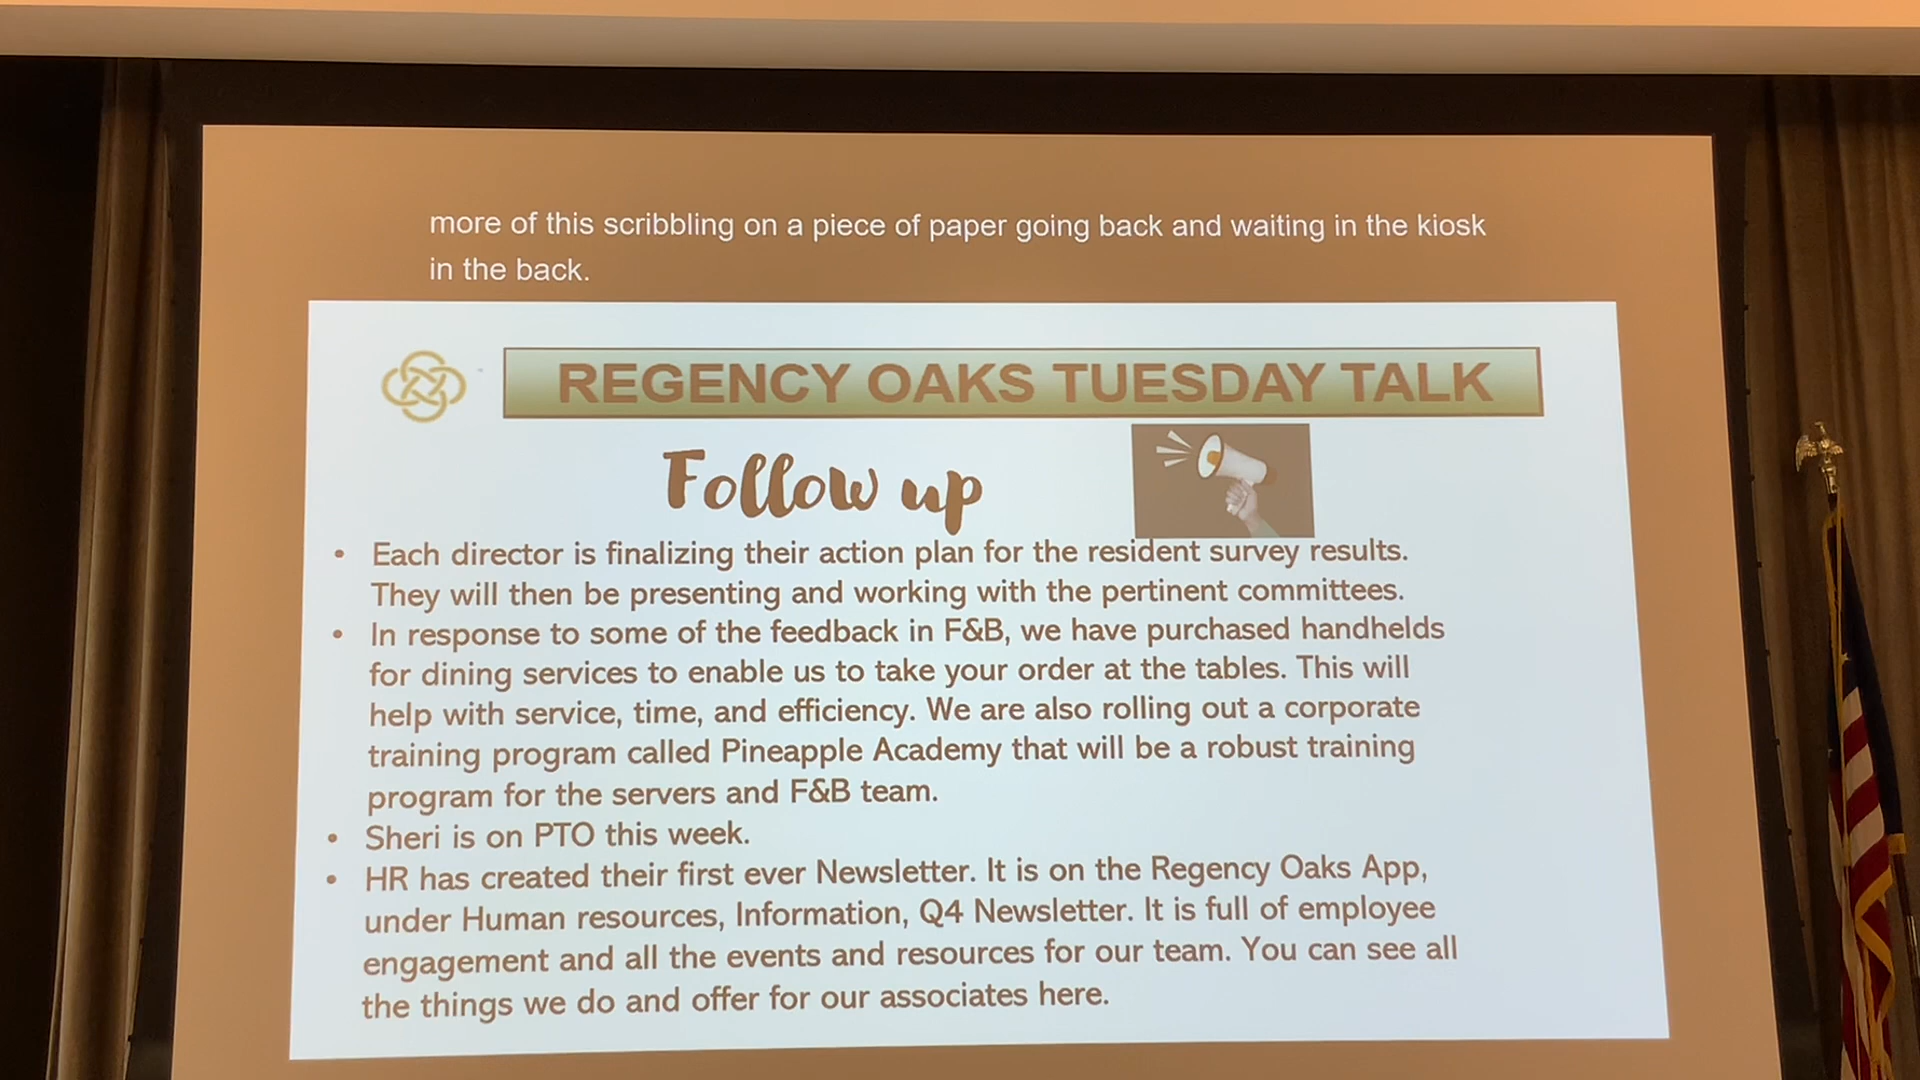 more of this scribbling on a piece of paper going back and waiting in the kiosk
in the back.
REGENCY OAKS TUESDAY TALK
Follow up
• Each director is finalizing their action plan for the resident survey results.
They will then be presenting and working with the pertinent committees.
• In response to some of the feedback in F&B, we have purchased handhelds
for dining services to enable us to take your order at the tables. This will
help with service, time, and efficiency. We are also rolling out a corporate
training program called Pineapple Academy that will be a robust training
program for the servers and F&B team.
• Sheri is on PTO this week.
• HR has created their first ever Newsletter. It is on the Regency Oaks App,
under Human resources, Information, Q4 Newsletter. It is full of employee
engagement and all the events and resources for our team. You can see all
the things we do and offer for our associates here.